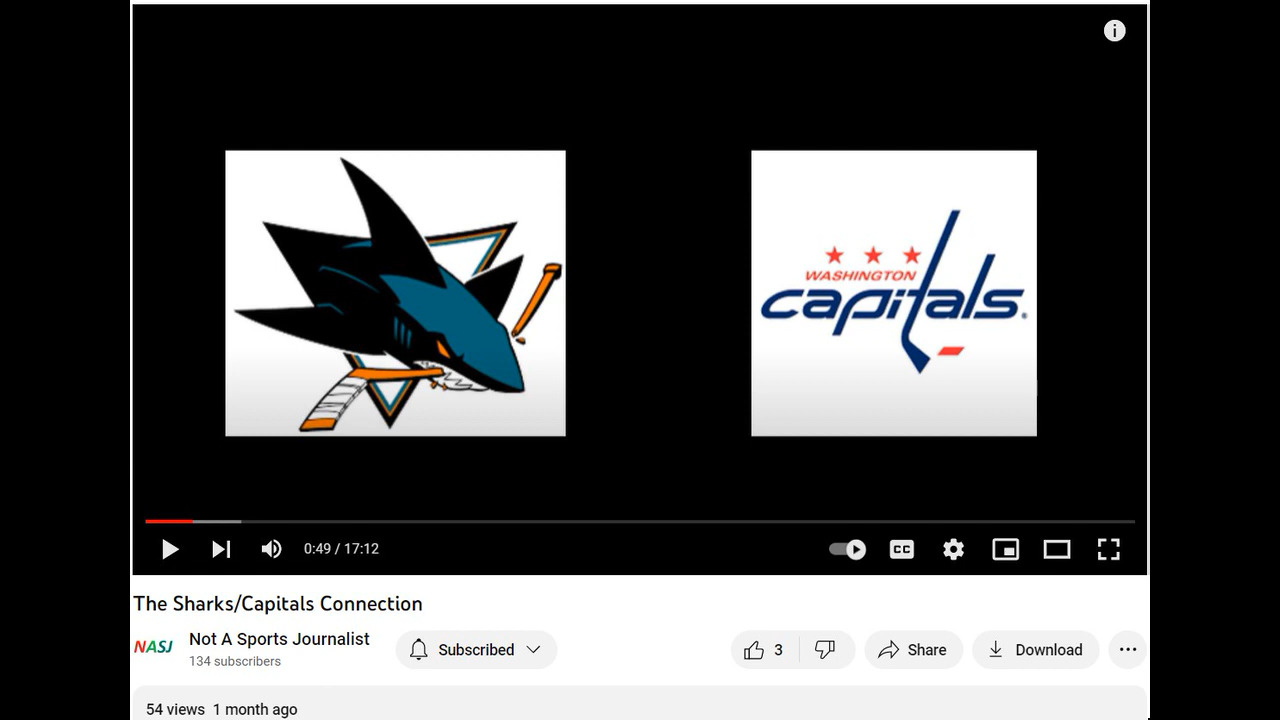 WASHINGTON
capitals
0:49 / 17:12
CC
The Sharks/Capitals Connection
NASJ
Not A Sports Journalist
134 subscribers
Subscribed
3
Share
Download
54 views 1 month ago